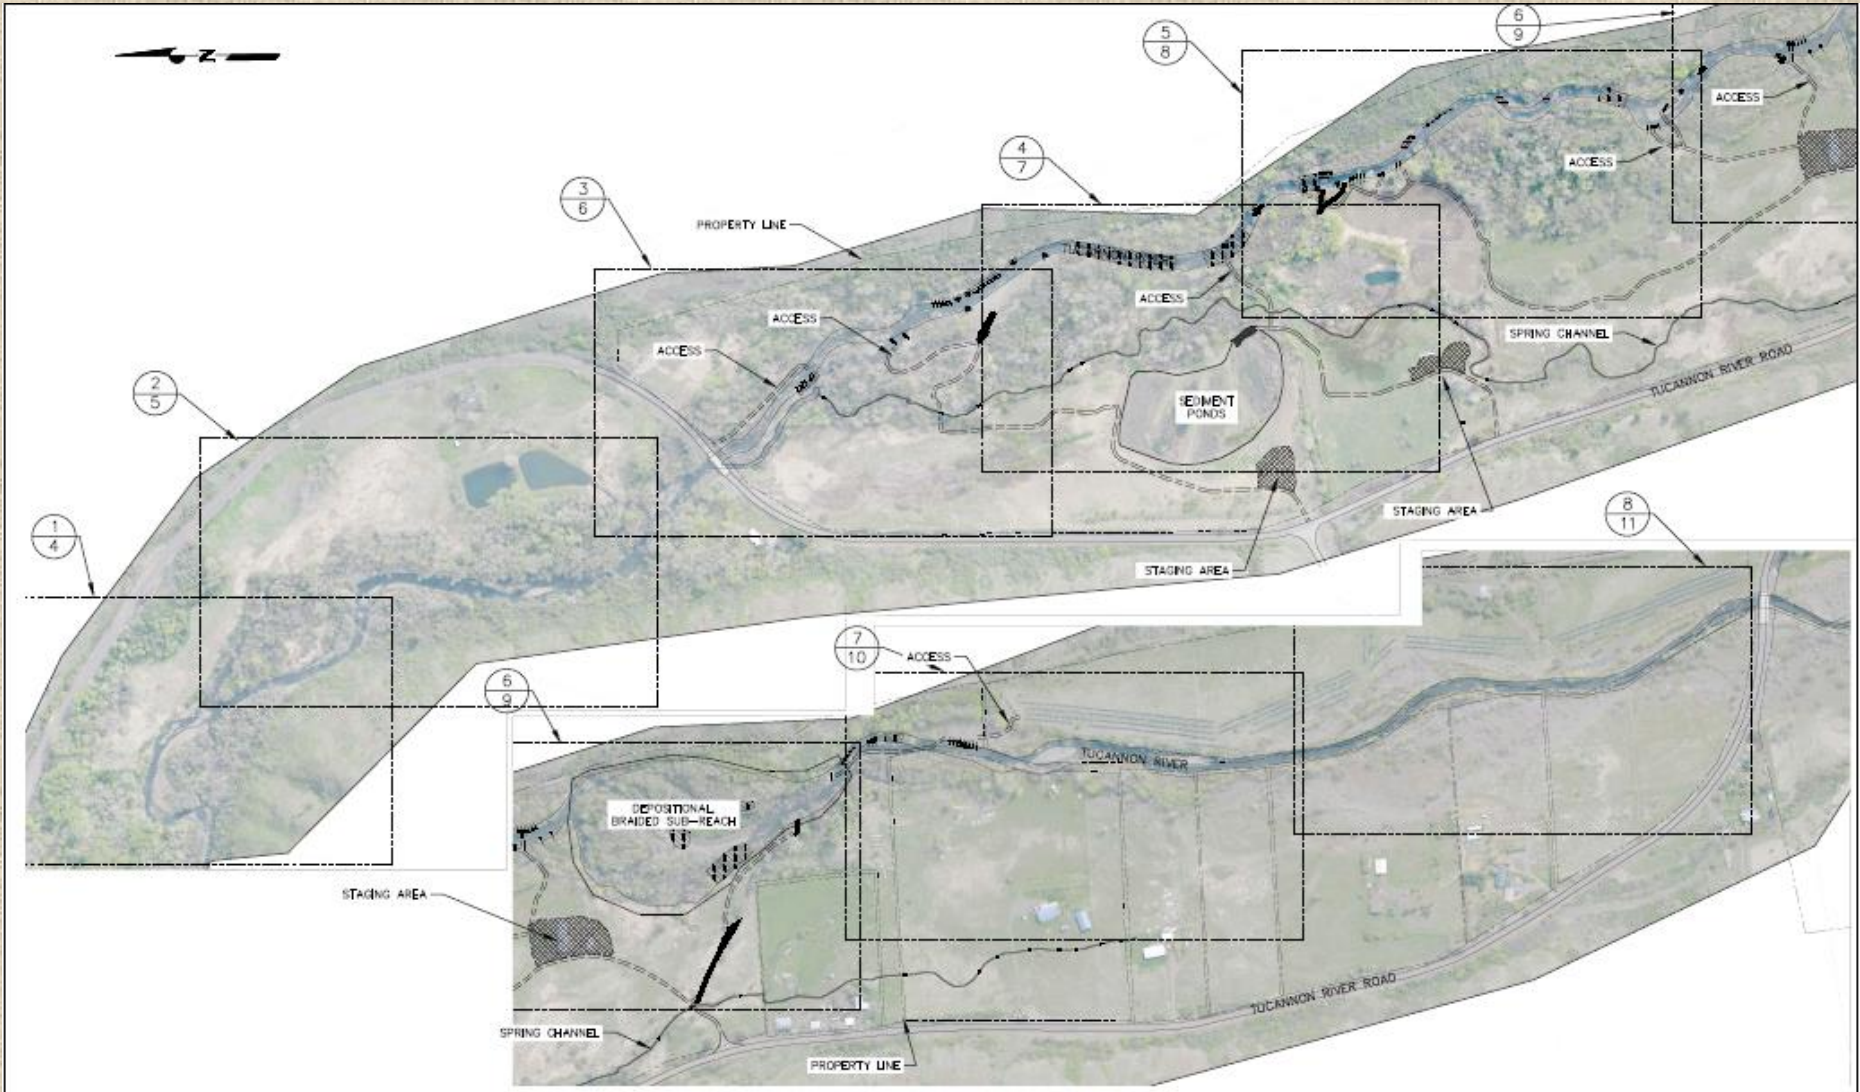 Z
6
9
5
8
ACCESS
4
7
ACCESS
3
6
PROPERTY LINE
TUCANNON RIVER
ACCESS
ACCESS
SPRING CHANNEL
ACCESS
TUCANNON RIVER ROAD
2
5
SEDIMENT
PONDS
STAGING AREA
8
11
1
4
STAGING AREA
7
10
ACCESS
6
9
TUCANNON RIVER
DEPOSITIONAL
BRAIDED SUB-REACH
STAGING AREA
TUCANNON RIVER ROAD
SPRING CHANNEL
PROPERTY LINE